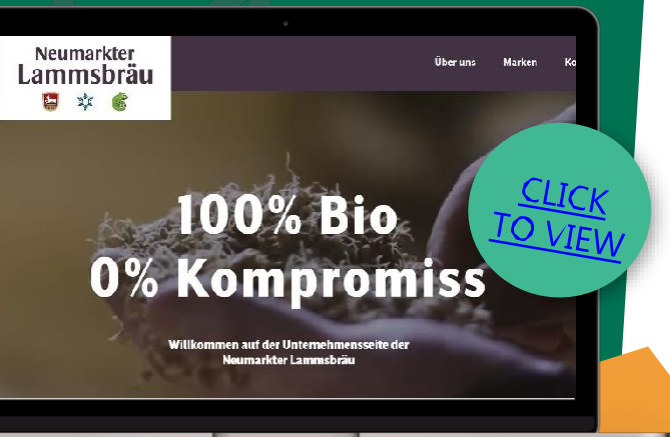 Neumarkter
Lammsbräu
Über uns Marken
100% Bio
0% Kompromiss
Willkommen auf der Unternehmensseite der
Neumarkter Lammsbräu
CLICK
TO VIEW